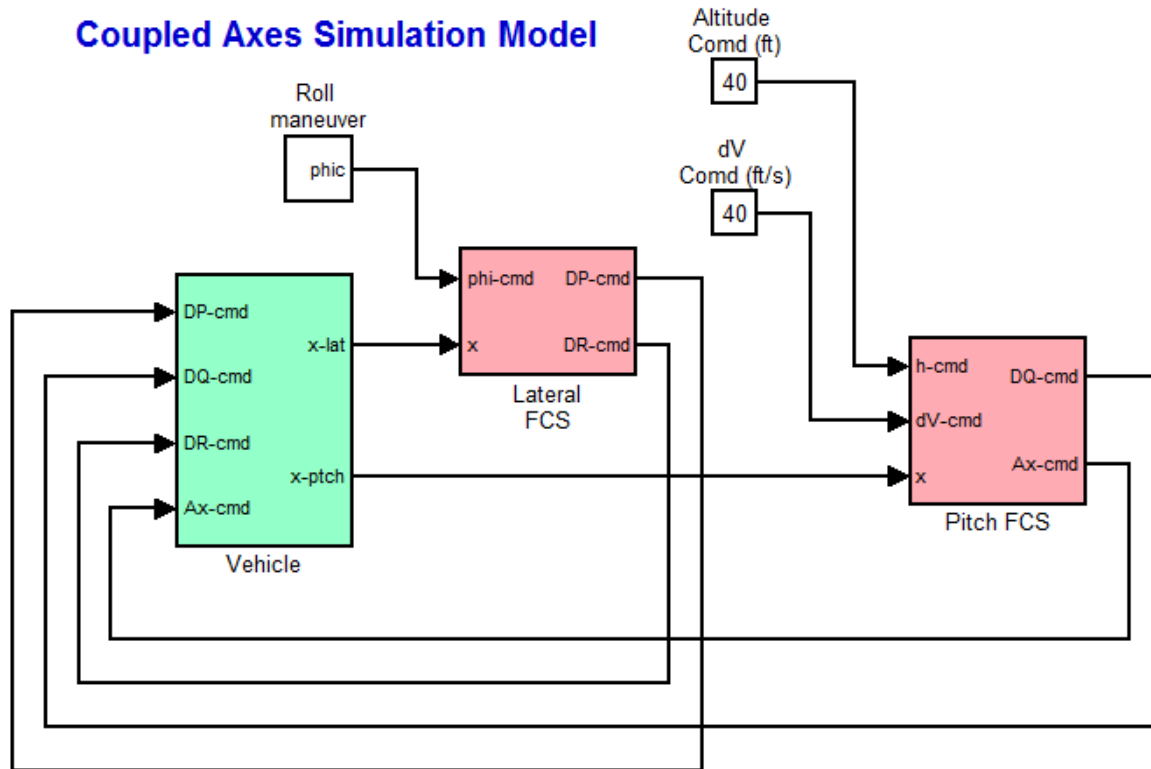 Coupled Axes Simulation Model
Altitude
Comd (ft)
40
Roll
maneuver
phic
dV
Comd (ft/s)
40
DP-cmd
DQ-cmd
DR-cmd
Ax-cmd
x-lat
x-ptch
Vehicle
phi-cmd
x
DP-cmd
DR-cmd
Lateral
FCS
h-cmd
dV-cmd
x
DQ-cmd
Ax-cmd
Pitch FCS